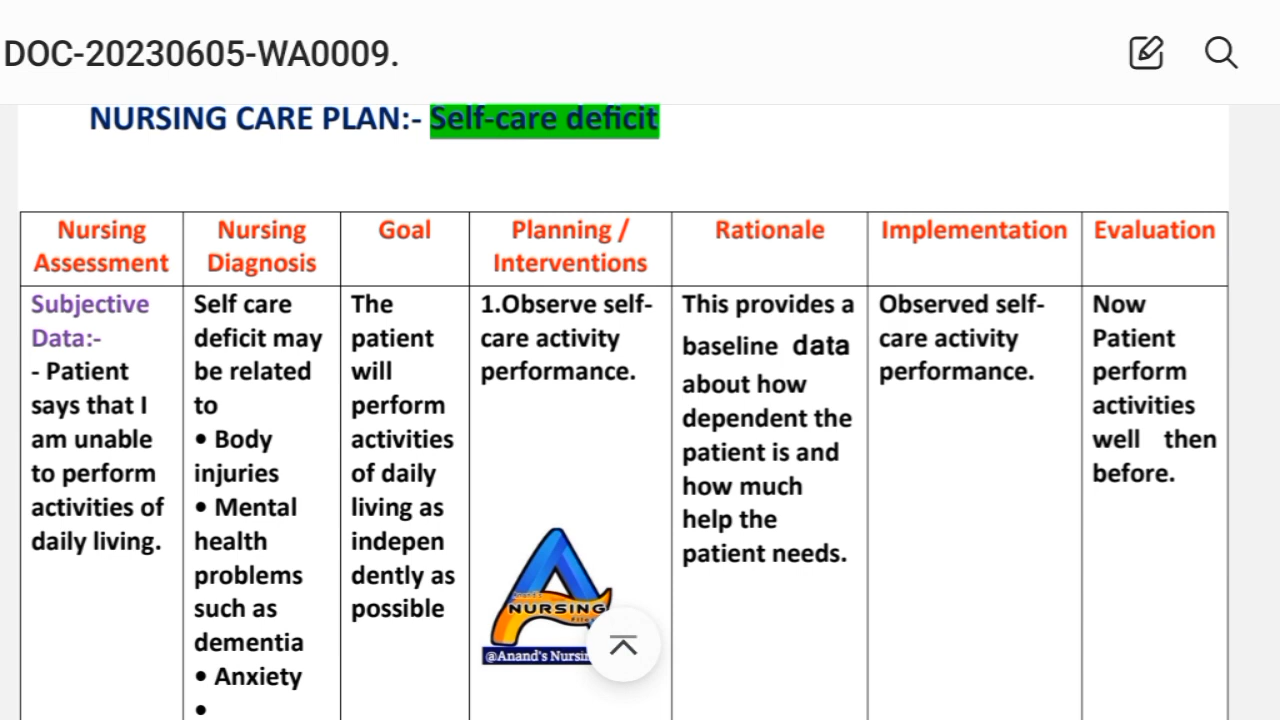 DOC-20230605-WA0009.
NURSING CARE PLAN:- Self-care deficit
Nursing
Assessment
Nursing
Diagnosis
Goal
Planning /
Interventions
Rationale
Implementation
Evaluation
Subjective
Data:-
- Patient
says that I
am unable
to perform
activities of
daily living.
Self care
deficit may
be related
to
• Body
injuries
• Mental
health
problems
such as
dementia
• Anxiety
•
The
patient
will
perform
activities
of daily
living as
indepen
dently as
possible
1.Observe self-
care activity
performance.
NURSING
@Anand's
This provides a
baseline data
about how
dependent the
patient is and
how much
help the
patient needs.
Observed self-
care activity
performance.
Now
Patient
perform
activities
well then
before.